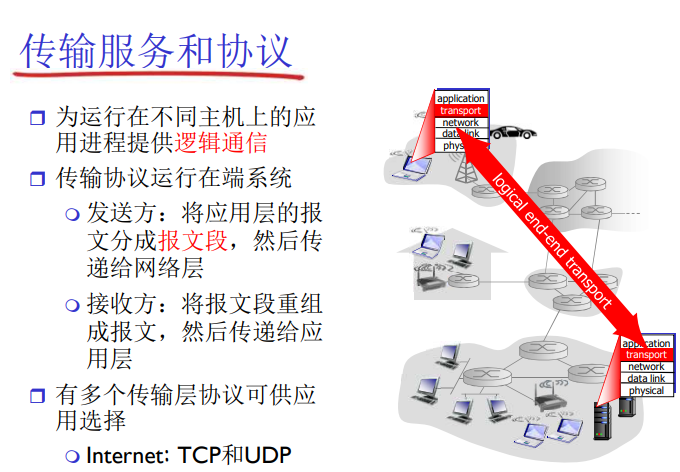 传输服务和协议
为运行在不同主机上的应
用进程提供逻辑通信
传输协议运行在端系统
发送方：将应用层的报
文分成报文段，然后传
递给网络层
接收方：将报文段重组
成报文，然后传递给应
用层
有多个传输层协议可供应
用选择
Internet: TCP和UDP
application
transport
network
data link
logical end-end transport
application
transport
network
data link
physical